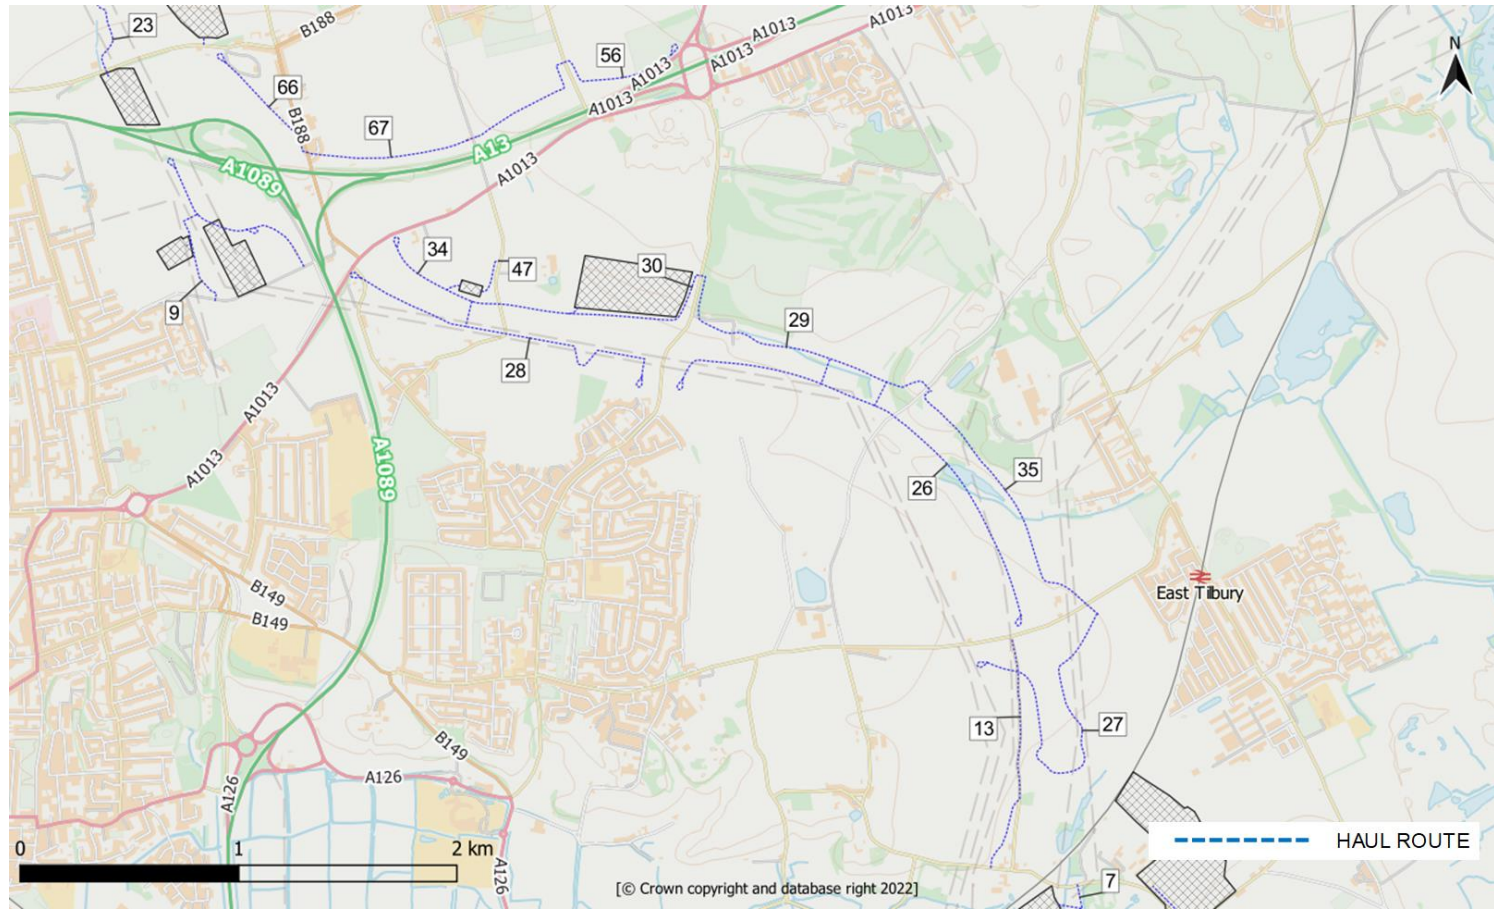 23
B188
A1013
A1013
N
56
A1013
A1013
66
B188
A1013
67
A13
A1013
A1089
34
47
30
9
29
28
A1013
A1089
A1013
35
26
East Tilbury
B149
B149
13
27
B149
A126
A126
0
1
2 km
HAUL ROUTE
A126
7
[© Crown copyright and database right 2022]